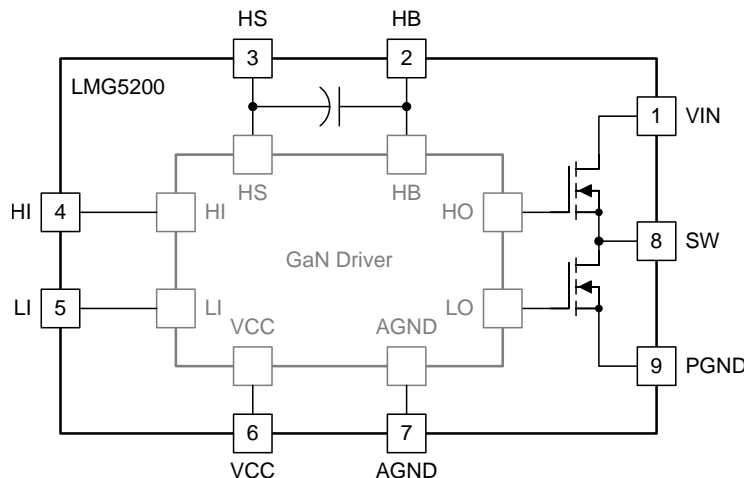 HS
HB
3
2
LMG5200
1
VIN
HS
HB
HI
4
HI
HO
GaN Driver
8
SW
LI
5
LI
LO
VCC
AGND
9
PGND
6
7
VCC
AGND